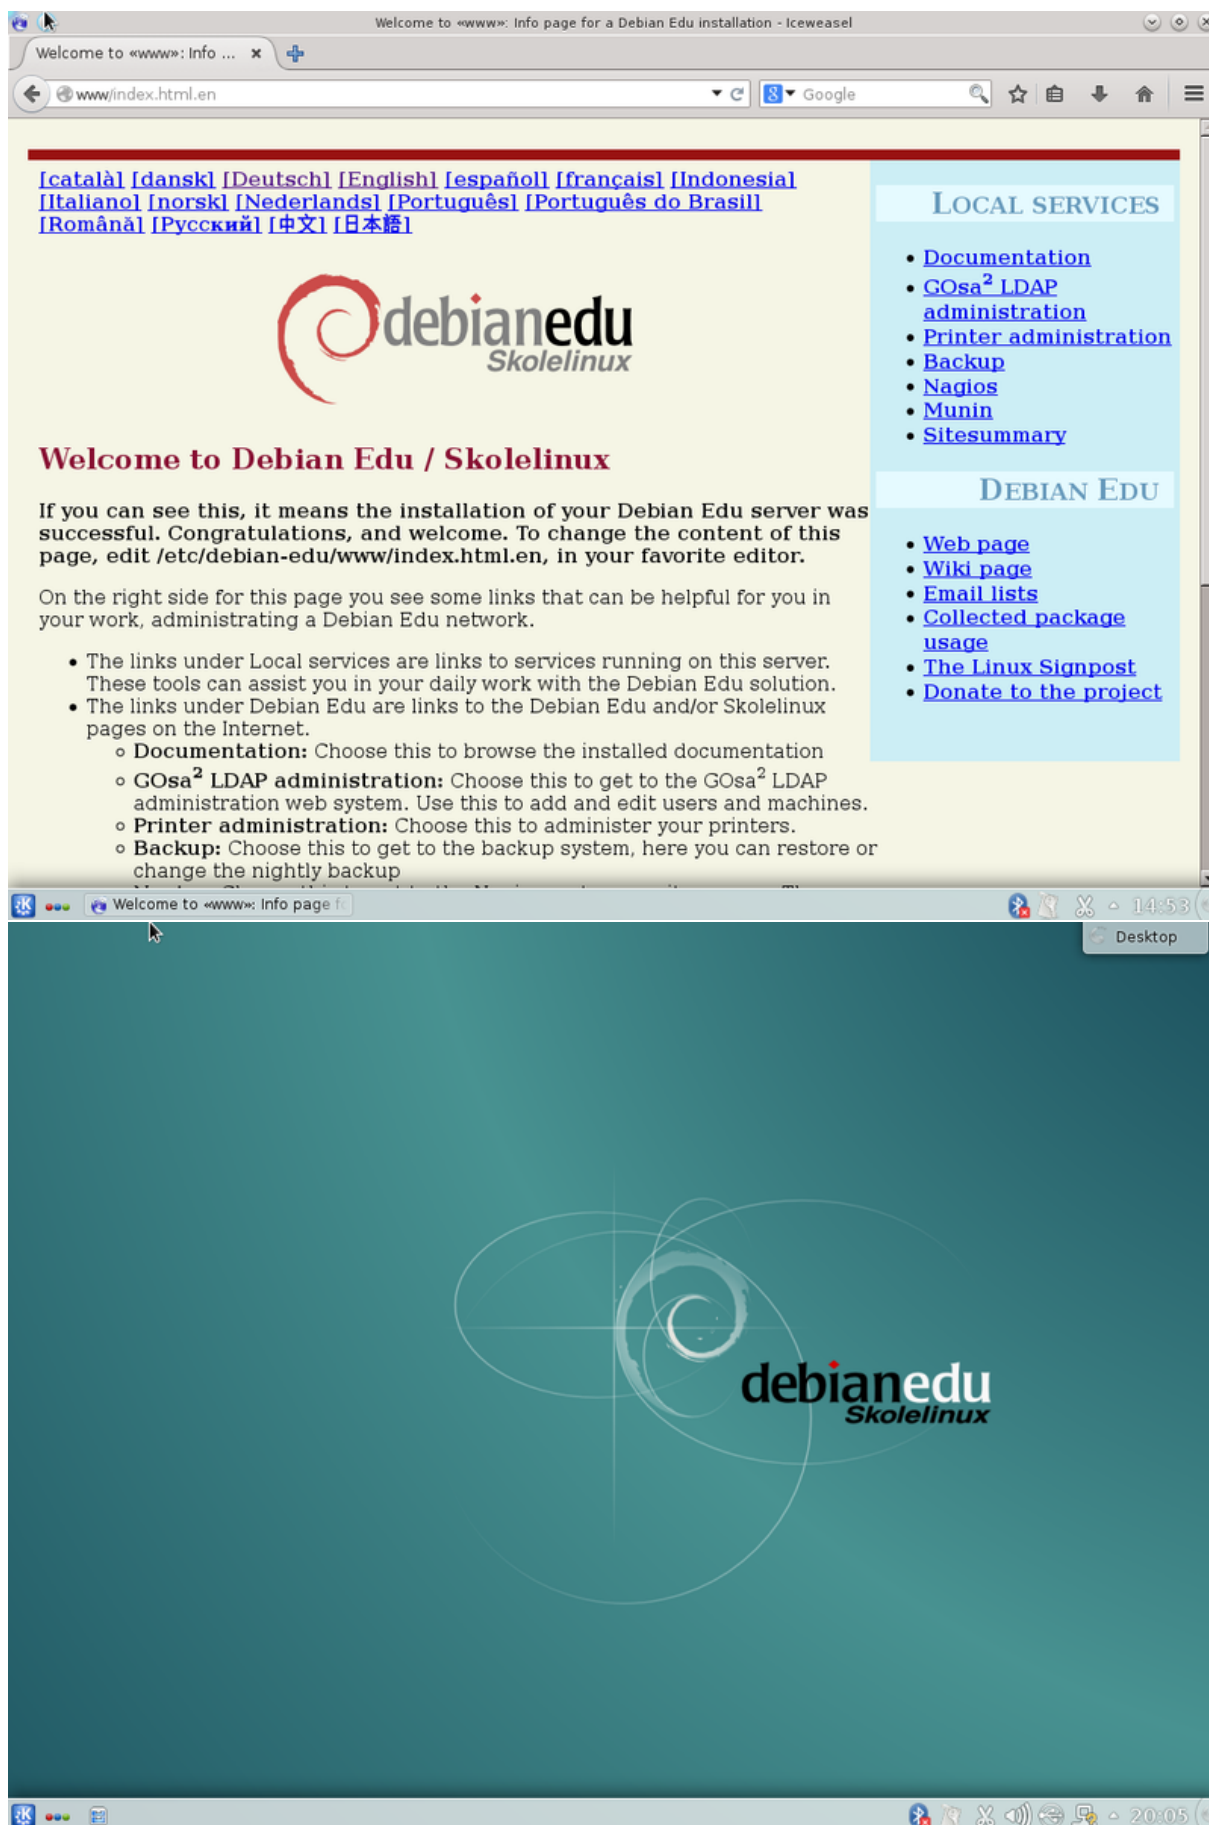 Welcome to «www»: Info page for a Debian Edu installation - Iceweasel
Welcome to «www»: Info ...
www/index.html.en
Google
[català] [dansk] [Deutsch] [English] [español] [français] [Indonesia]
[Italiano] [norsk] [Nederlands] [Português] [Português do Brasil]
[Română] [Русский] [中文] [日本語]
debianedu
Skolelinux
Welcome to Debian Edu / Skolelinux
If you can see this, it means the installation of your Debian Edu server was
successful. Congratulations, and welcome. To change the content of this
page, edit /etc/debian-edu/www/index.html.en, in your favorite editor.
On the right side for this page you see some links that can be helpful for you in
your work, administrating a Debian Edu network.
The links under Local services are links to services running on this server.
These tools can assist you in your daily work with the Debian Edu solution.
The links under Debian Edu are links to the Debian Edu and/or Skolelinux
pages on the Internet.
Documentation: Choose this to browse the installed documentation
GOsa² LDAP administration: Choose this to get to the GOsa² LDAP
administration web system. Use this to add and edit users and machines.
Printer administration: Choose this to administer your printers.
Backup: Choose this to get to the backup system, here you can restore or
change the nightly backup
LOCAL SERVICES
Documentation
GOsa² LDAP
administration
Printer administration
Backup
Nagios
Munin
Sitesummary
DEBIAN EDU
Web page
Wiki page
Email lists
Collected package
usage
The Linux Signpost
Donate to the project
Welcome to «www»: Info page fo
14:53
Desktop
debianedu
Skolelinux
20:05